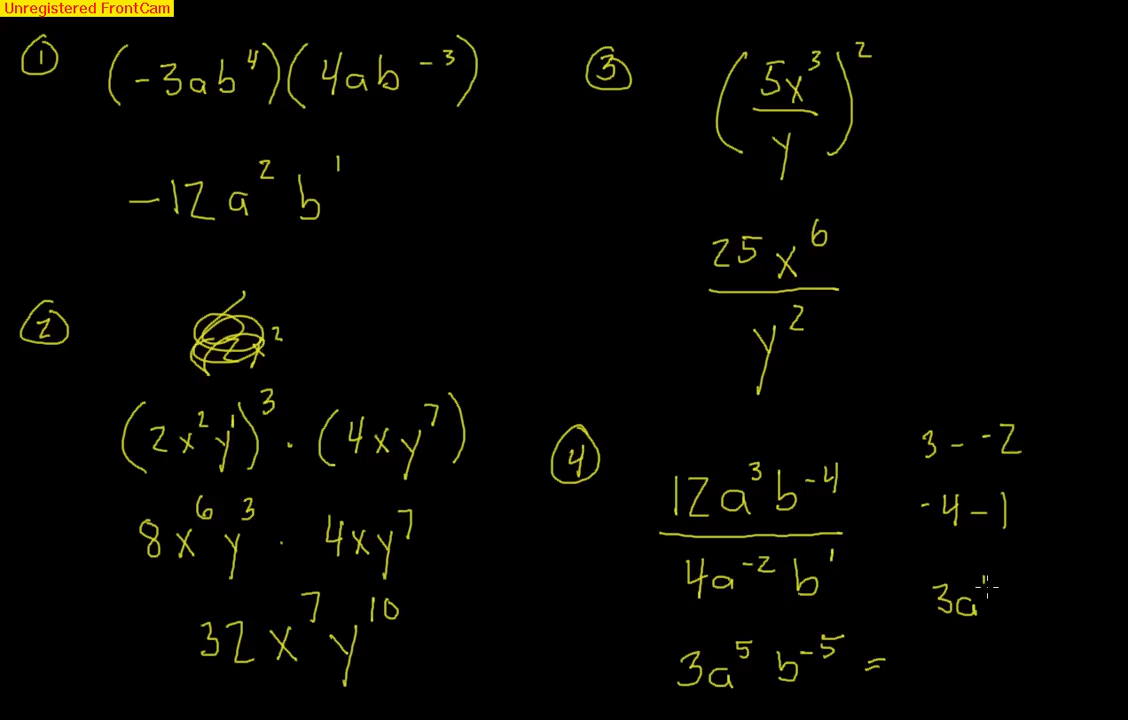 Unregistered FrontCam
① (-3ab⁴)(4ab⁻³)
-12a²b¹
②
(2x²y¹)³ · (4xy⁷)
8x⁶y³ · 4xy⁷
32x⁷y¹⁰
③ (5x³/y)²
25x⁶/y²
④ 12a³b⁻⁴/4a⁻²b¹
3a⁵b⁻⁵ =
3 - -2
-4 - 1
3a